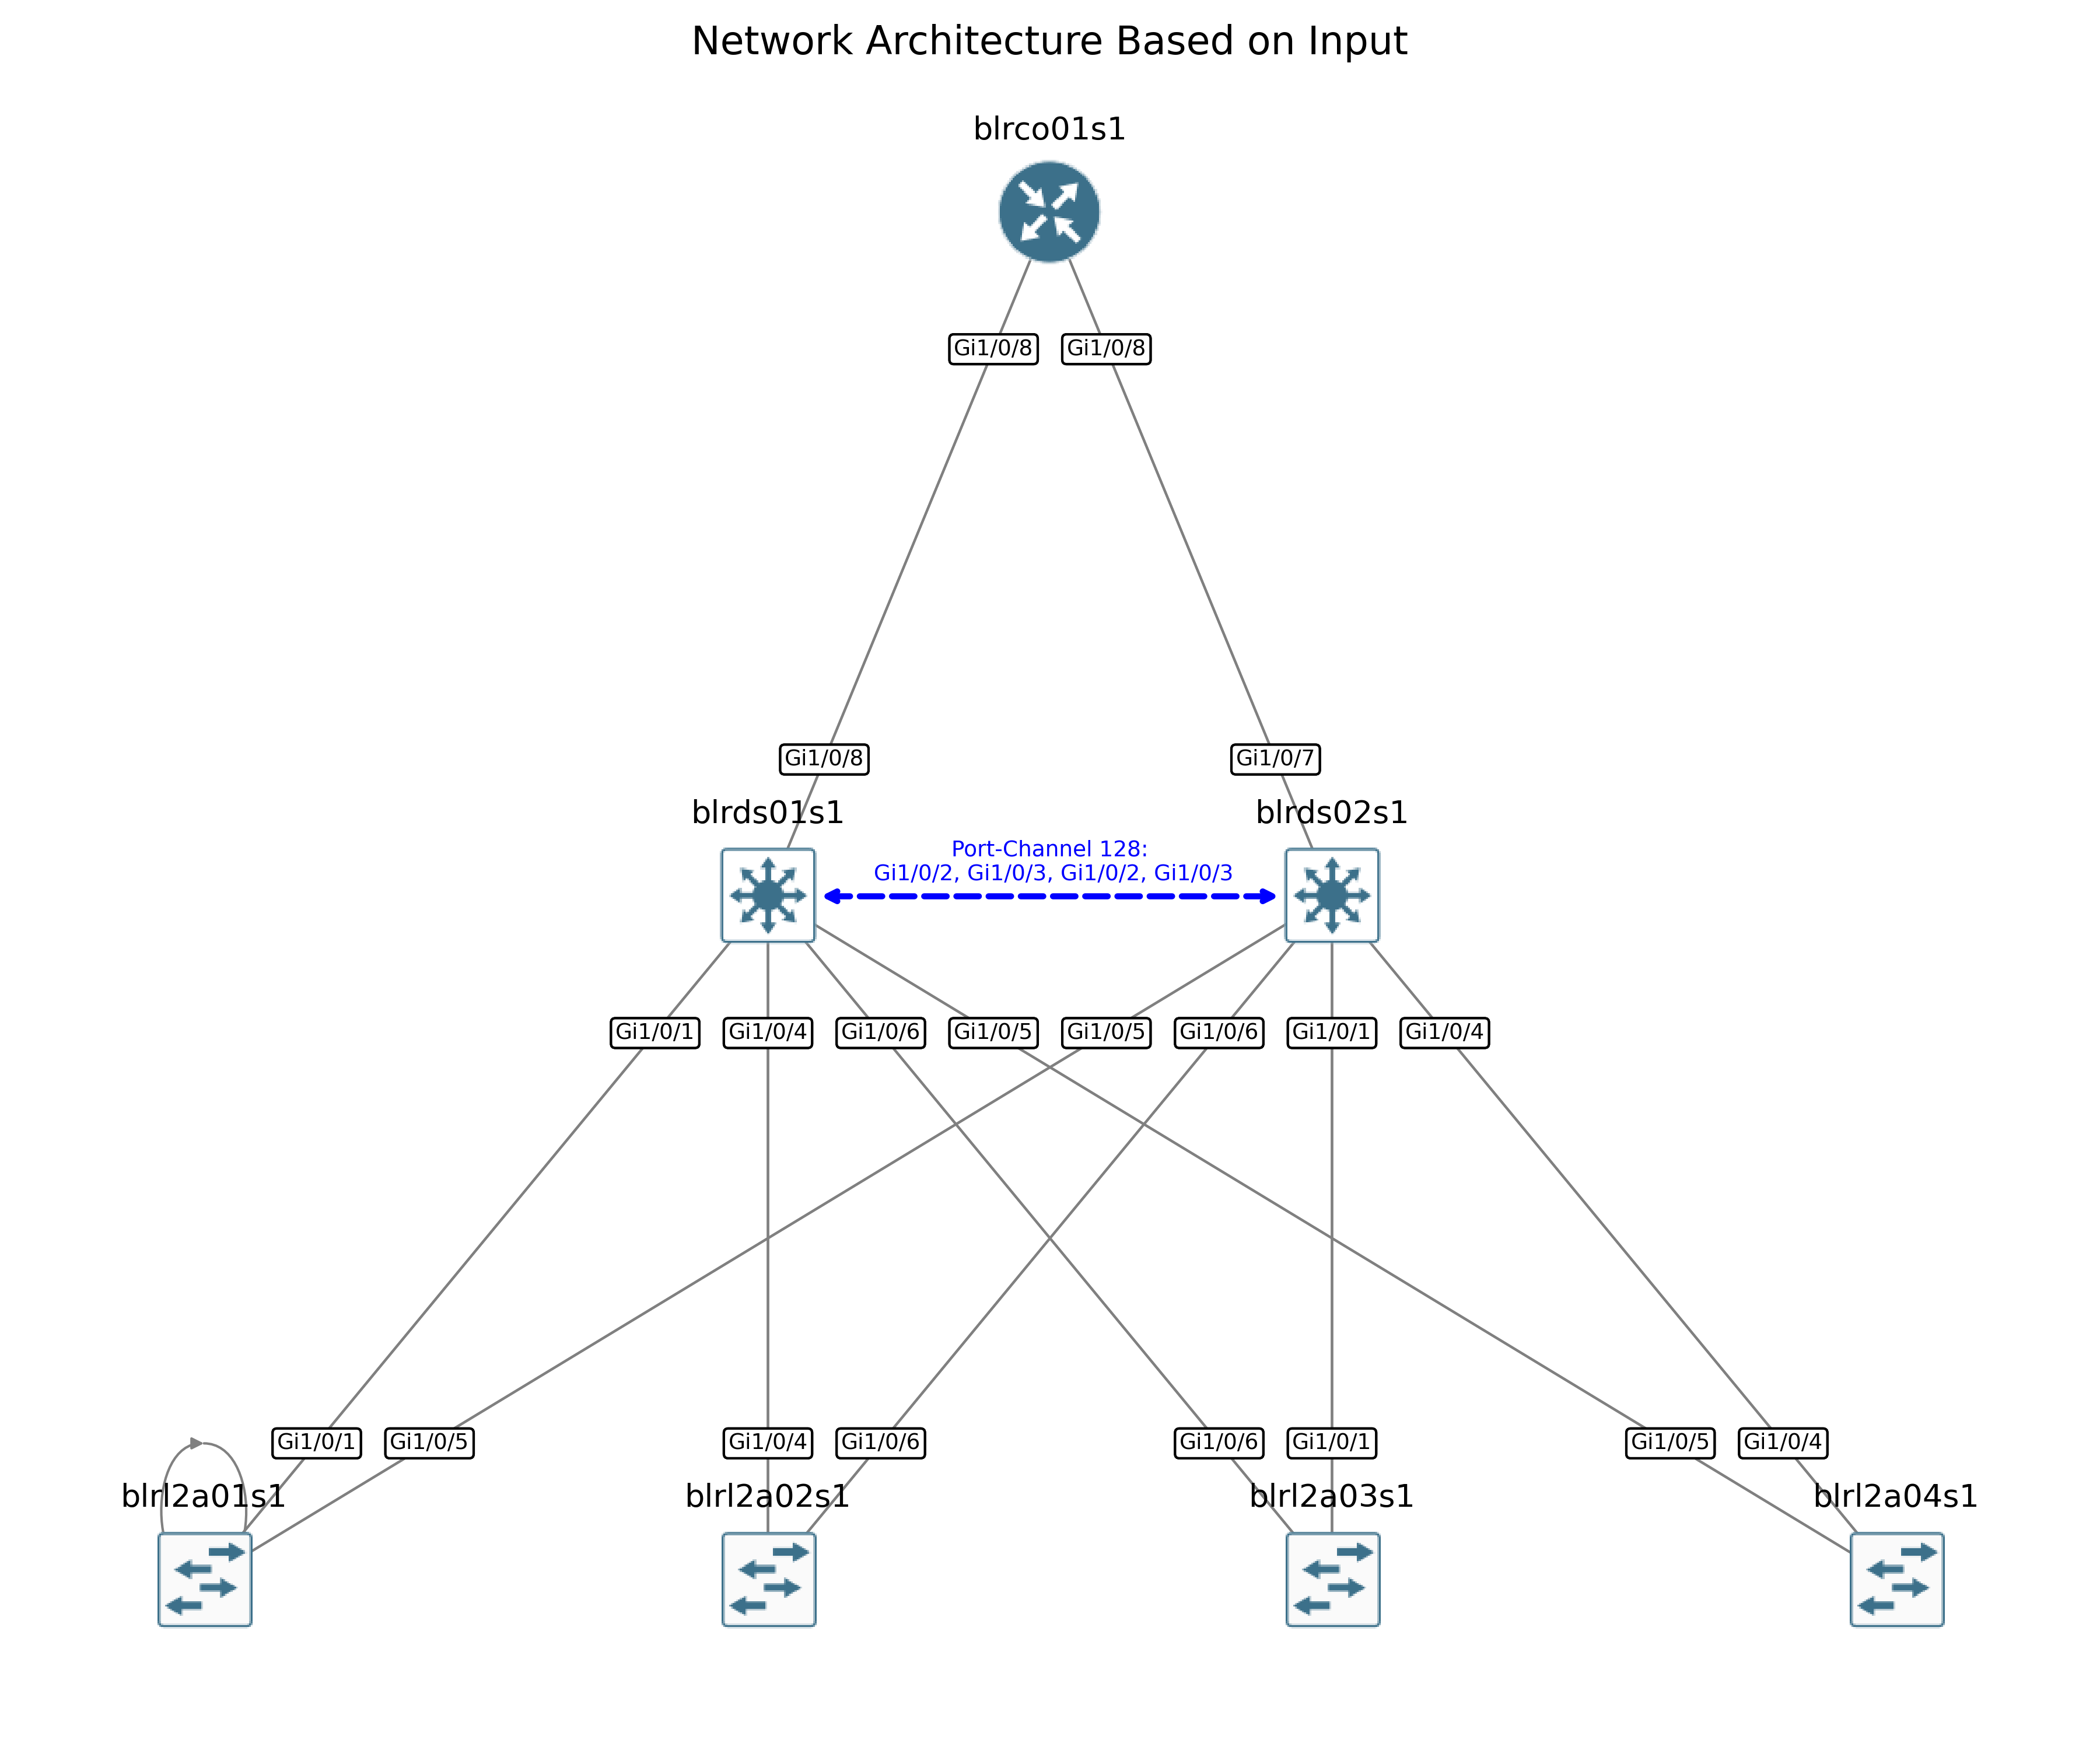 Network Architecture Based on Input
blrco01s1
Gi1/0/8 Gi1/0/8
Gi1/0/8 Gi1/0/7
blrds01s1 blrds02s1
Port-Channel 128:
Gi1/0/2, Gi1/0/3, Gi1/0/2, Gi1/0/3
Gi1/0/1 Gi1/0/4 Gi1/0/6 Gi1/0/5 Gi1/0/5 Gi1/0/6 Gi1/0/1 Gi1/0/4
Gi1/0/1 Gi1/0/5 Gi1/0/4 Gi1/0/6 Gi1/0/6 Gi1/0/1 Gi1/0/5 Gi1/0/4
blrl2a01s1 blrl2a02s1 blrl2a03s1 blrl2a04s1